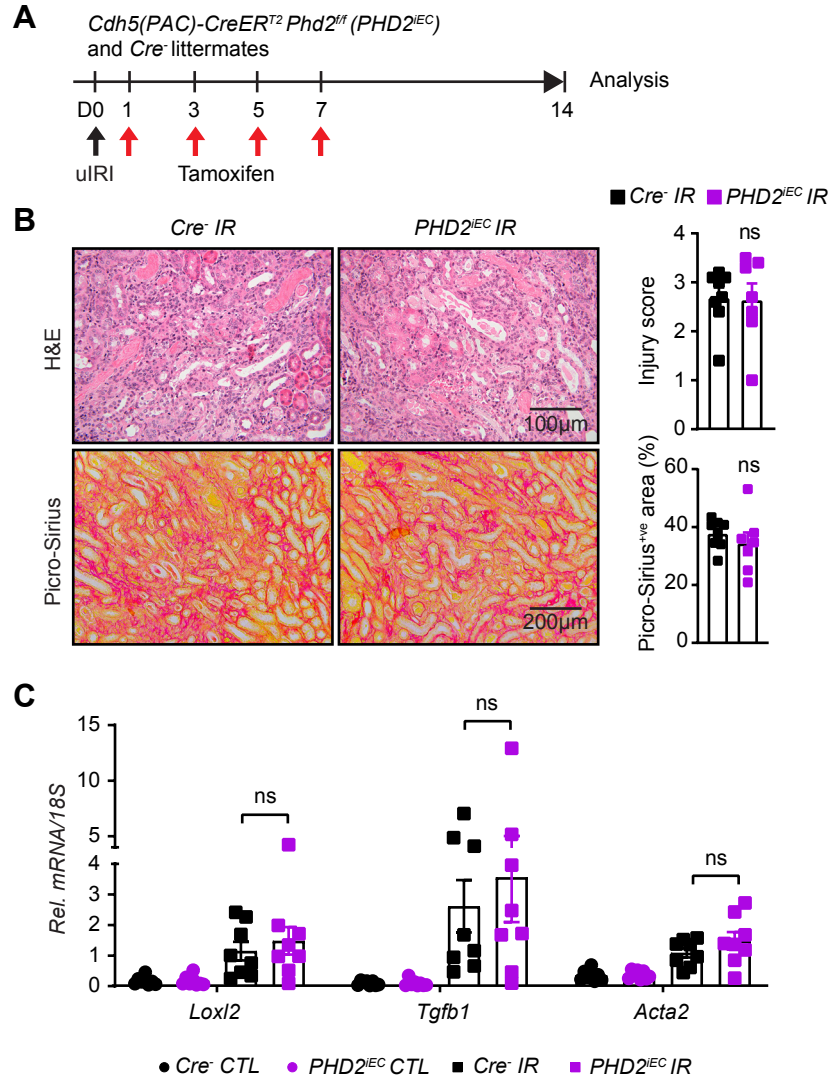 A
Cdh5(PAC)-CreERT2 Phd2f/f (PHD2iEC)
and Cre- littermates
Analysis
D0 1 3 5 7 14
uIRI Tamoxifen
Cre- IR PHD2iEC IR
B
Cre- IR PHD2iEC IR
H&E
100µm
Injury score
4
3
2
1
0
ns
Picro-Sirius
200µm
Picro-Sirius+ve area (%)
60
40
20
0
ns
C
Rel. mRNA/18S
15
10
5
4
3
2
1
0
ns
ns
ns
Loxl2 Tgfb1 Acta2
Cre- CTL PHD2iEC CTL Cre- IR PHD2iEC IR